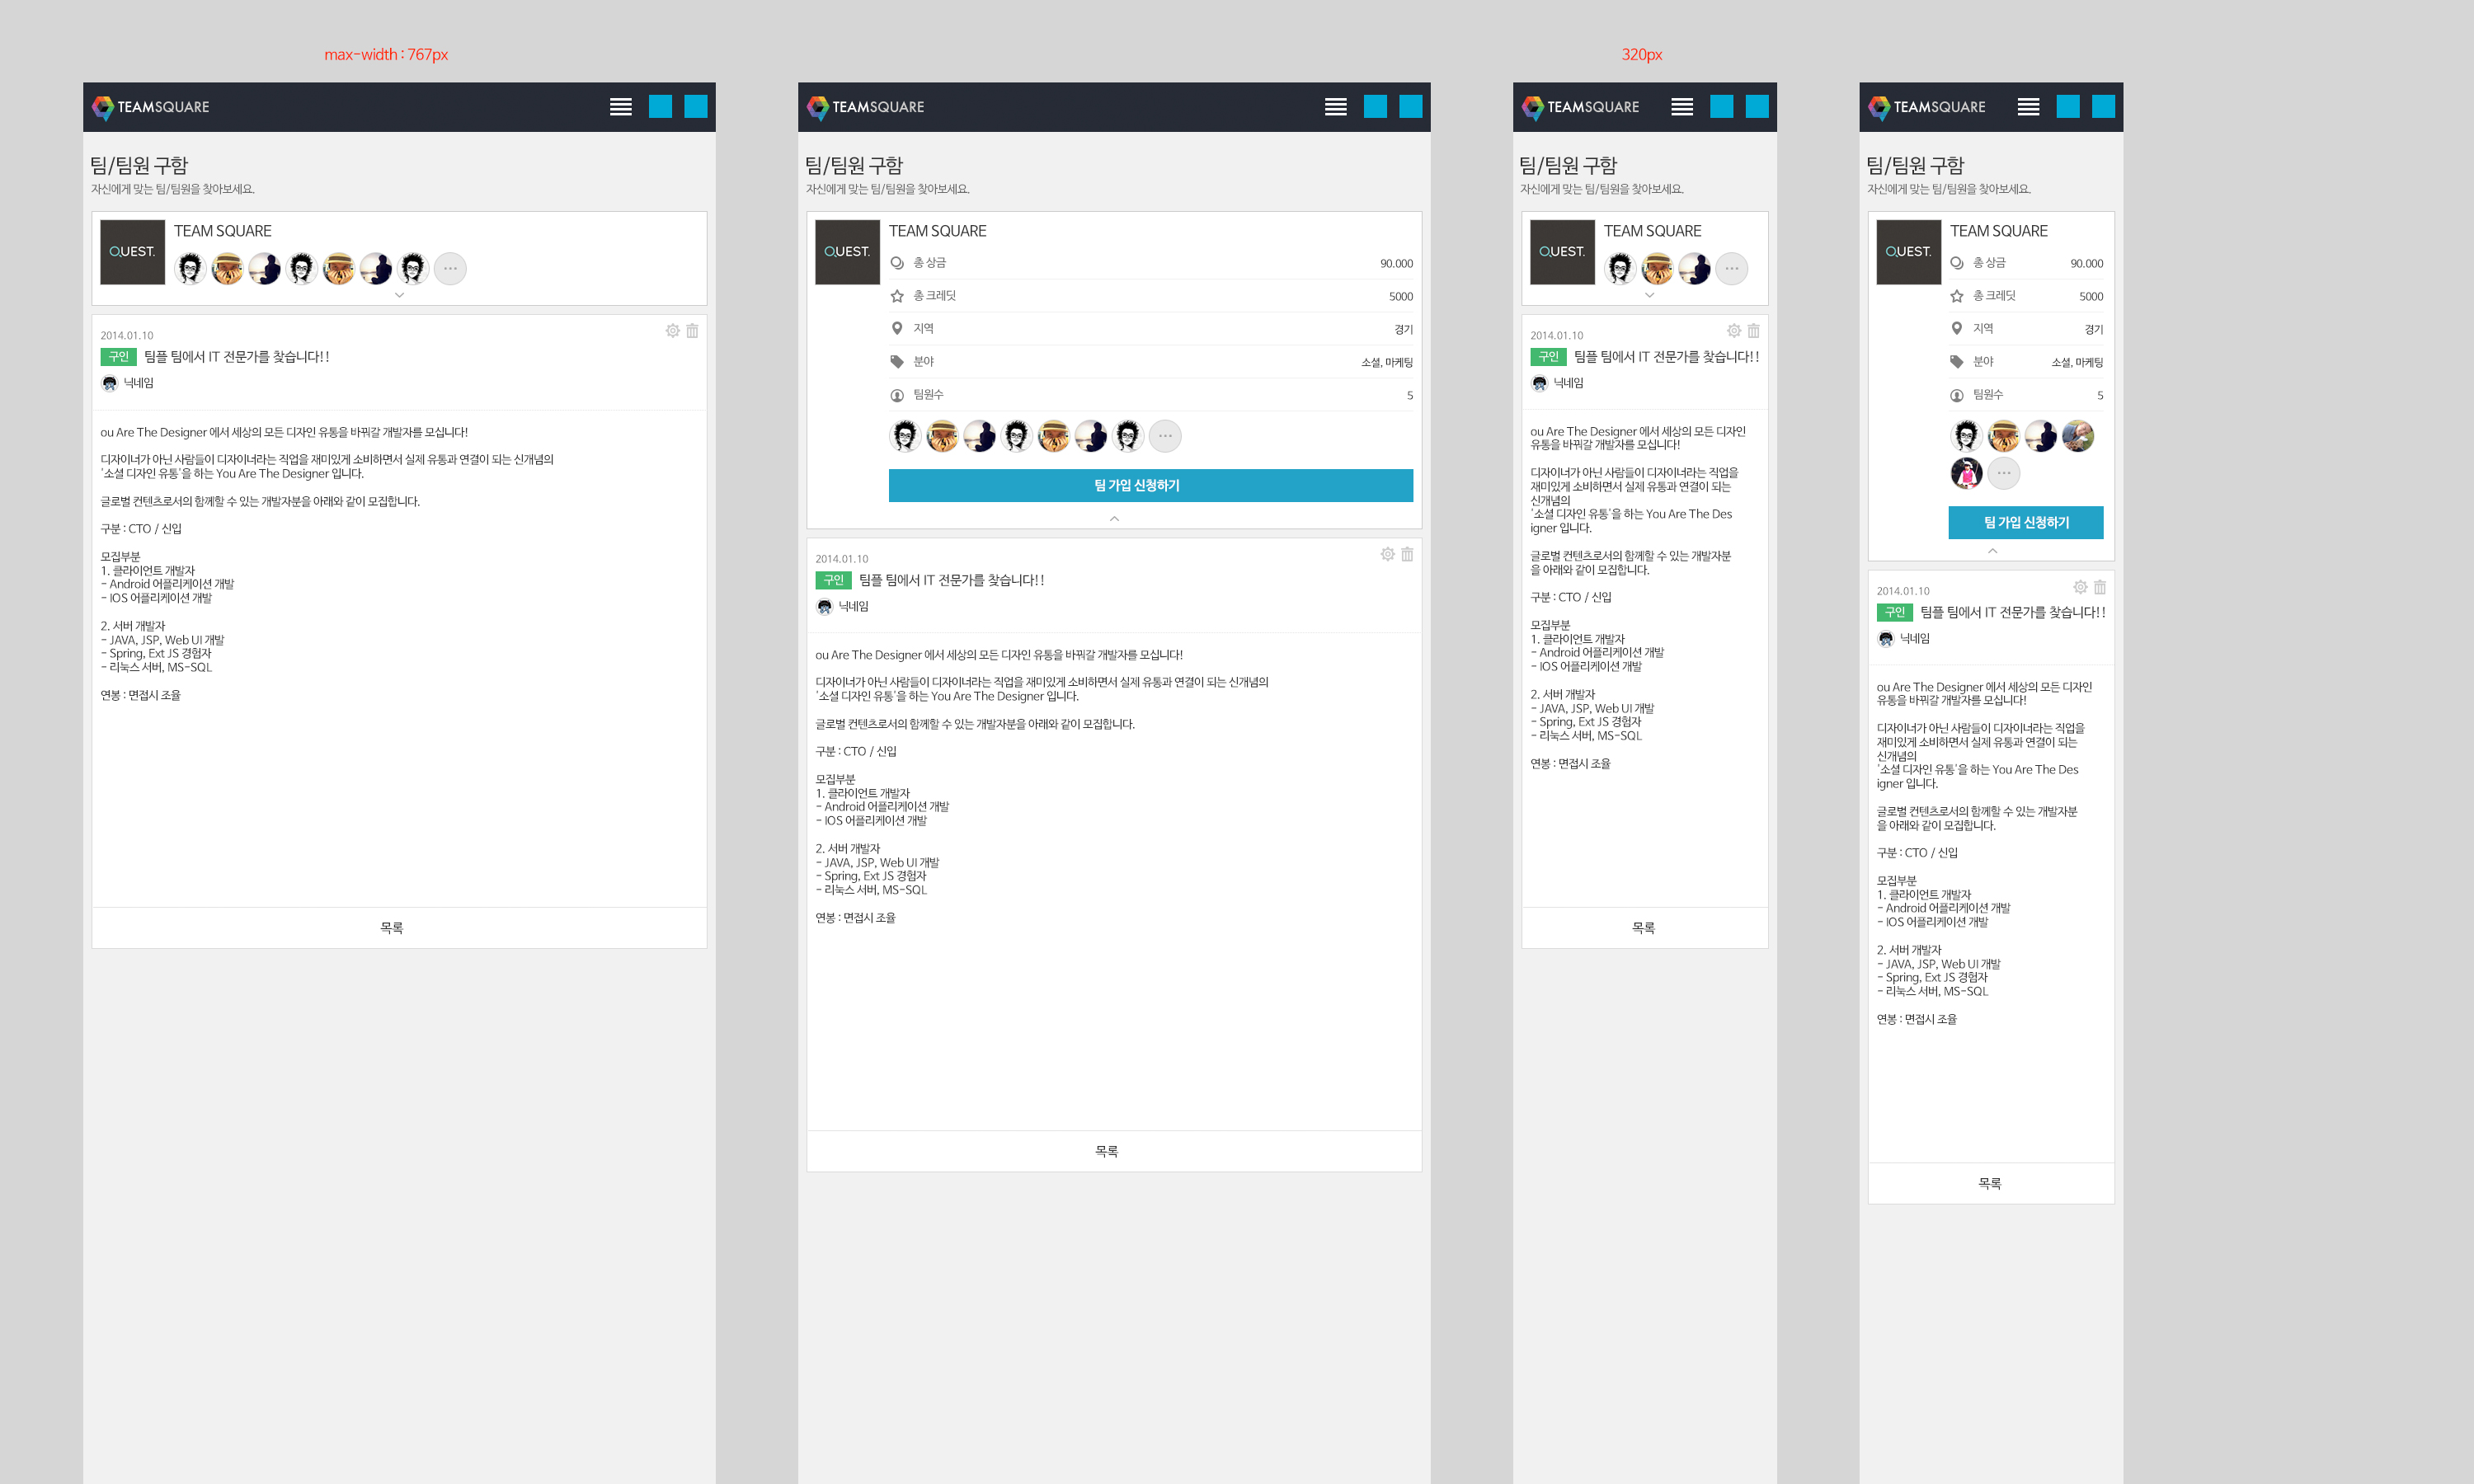 max-width : 767px
TEAMSQUARE
팀/팀원 구함
자신에게 맞는 팀/팀원을 찾아보세요.
QUEST.
TEAM SQUARE
2014.01.10
구인 팀플 팀에서 IT 전문가를 찾습니다!!
닉네임
ou Are The Designer 에서 세상의 모든 디자인 유통을 바꿔갈 개발자를 모십니다!
디자이너가 아닌 사람들이 디자이너라는 직업을 재미있게 소비하면서 실제 유통과 연결이 되는 신개념의
'소셜 디자인 유통'을 하는 You Are The Designer 입니다.
글로벌 컨텐츠로서의 함께할 수 있는 개발자분을 아래와 같이 모집합니다.
구분 : CTO / 신입
모집부분
1. 클라이언트 개발자
- Android 어플리케이션 개발
- IOS 어플리케이션 개발
2. 서버 개발자
- JAVA, JSP, Web UI 개발
- Spring, Ext JS 경험자
- 리눅스 서버, MS-SQL
연봉 : 면접시 조율
목록
TEAMSQUARE
팀/팀원 구함
자신에게 맞는 팀/팀원을 찾아보세요.
QUEST.
TEAM SQUARE
총 상금 90.000
총 크레딧 5000
지역 경기
분야 소셜, 마케팅
팀원수 5
팀 가입 신청하기
2014.01.10
구인 팀플 팀에서 IT 전문가를 찾습니다!!
닉네임
ou Are The Designer 에서 세상의 모든 디자인 유통을 바꿔갈 개발자를 모십니다!
디자이너가 아닌 사람들이 디자이너라는 직업을 재미있게 소비하면서 실제 유통과 연결이 되는 신개념의
'소셜 디자인 유통'을 하는 You Are The Designer 입니다.
글로벌 컨텐츠로서의 함께할 수 있는 개발자분을 아래와 같이 모집합니다.
구분 : CTO / 신입
모집부분
1. 클라이언트 개발자
- Android 어플리케이션 개발
- IOS 어플리케이션 개발
2. 서버 개발자
- JAVA, JSP, Web UI 개발
- Spring, Ext JS 경험자
- 리눅스 서버, MS-SQL
연봉 : 면접시 조율
목록
320px
TEAMSQUARE
팀/팀원 구함
자신에게 맞는 팀/팀원을 찾아보세요.
QUEST.
TEAM SQUARE
2014.01.10
구인 팀플 팀에서 IT 전문가를 찾습니다!!
닉네임
ou Are The Designer 에서 세상의 모든 디자인
유통을 바꿔갈 개발자를 모십니다!
디자이너가 아닌 사람들이 디자이너라는 직업을
재미있게 소비하면서 실제 유통과 연결이 되는
신개념의
'소셜 디자인 유통'을 하는 You Are The Des
igner 입니다.
글로벌 컨텐츠로서의 함께할 수 있는 개발자분
을 아래와 같이 모집합니다.
구분 : CTO / 신입
모집부분
1. 클라이언트 개발자
- Android 어플리케이션 개발
- IOS 어플리케이션 개발
2. 서버 개발자
- JAVA, JSP, Web UI 개발
- Spring, Ext JS 경험자
- 리눅스 서버, MS-SQL
연봉 : 면접시 조율
목록
TEAMSQUARE
팀/팀원 구함
자신에게 맞는 팀/팀원을 찾아보세요.
QUEST.
TEAM SQUARE
총 상금 90.000
총 크레딧 5000
지역 경기
분야 소셜, 마케팅
팀원수 5
팀 가입 신청하기
2014.01.10
구인 팀플 팀에서 IT 전문가를 찾습니다!!
닉네임
ou Are The Designer 에서 세상의 모든 디자인
유통을 바꿔갈 개발자를 모십니다!
디자이너가 아닌 사람들이 디자이너라는 직업을
재미있게 소비하면서 실제 유통과 연결이 되는
신개념의
'소셜 디자인 유통'을 하는 You Are The Des
igner 입니다.
글로벌 컨텐츠로서의 함께할 수 있는 개발자분
을 아래와 같이 모집합니다.
구분 : CTO / 신입
모집부분
1. 클라이언트 개발자
- Android 어플리케이션 개발
- IOS 어플리케이션 개발
2. 서버 개발자
- JAVA, JSP, Web UI 개발
- Spring, Ext JS 경험자
- 리눅스 서버, MS-SQL
연봉 : 면접시 조율
목록